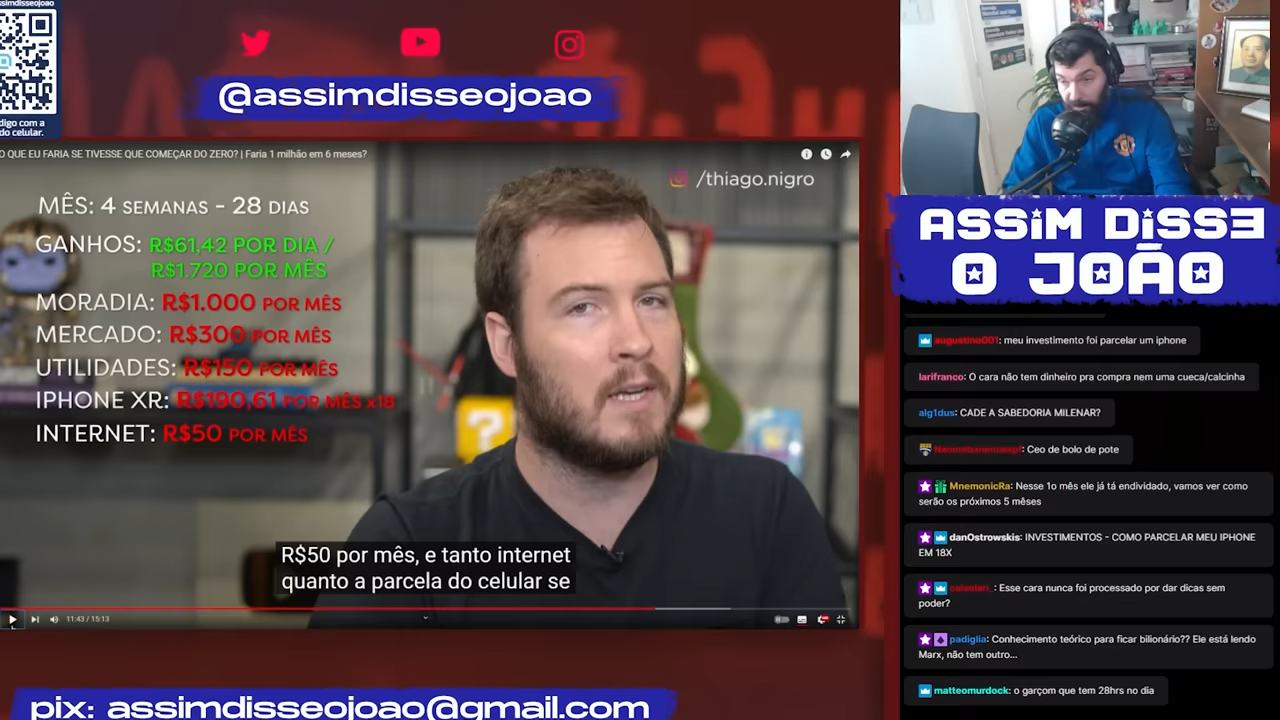 assimdisseojoao
digo com a
do celular.
@assimdisseojoao
O QUE EU FARIA SE TIVESSE QUE COMEÇAR DO ZERO? | Faria 1 milhão em 6 meses?
/thiago.nigro
MÊS: 4 SEMANAS - 28 DIAS
GANHOS: R$61,42 POR DIA /
R$1.720 POR MÊS
MORADIA: R$1.000 POR MÊS
MERCADO: R$300 POR MÊS
UTILIDADES: R$150 POR MÊS
IPHONE XR: R$190,61 POR MÊS x18
INTERNET: R$50 POR MÊS
R$50 por mês, e tanto internet
quanto a parcela do celular se
11:43 / 15:13
pix: assimdisseojoao@gmail.com
ASSIM DISSE
O JOÃO
augustino001: meu investimento foi parcelar um iphone
larifranco: O cara não tem dinheiro pra compra nem uma cueca/calcinha
alg1dus: CADE A SABEDORIA MILENAR?
Ceo de bolo de pote
MnemonicRa: Nesse 1o mês ele já tá endividado, vamos ver como
serão os próximos 5 mêses
danOstrowskis: INVESTIMENTOS - COMO PARCELAR MEU IPHONE
EM 18X
Esse cara nunca foi processado por dar dicas sem
poder?
padiglia: Conhecimento teórico para ficar bilionário?? Ele está lendo
Marx, não tem outro...
matteomurdock: o garçom que tem 28hrs no dia